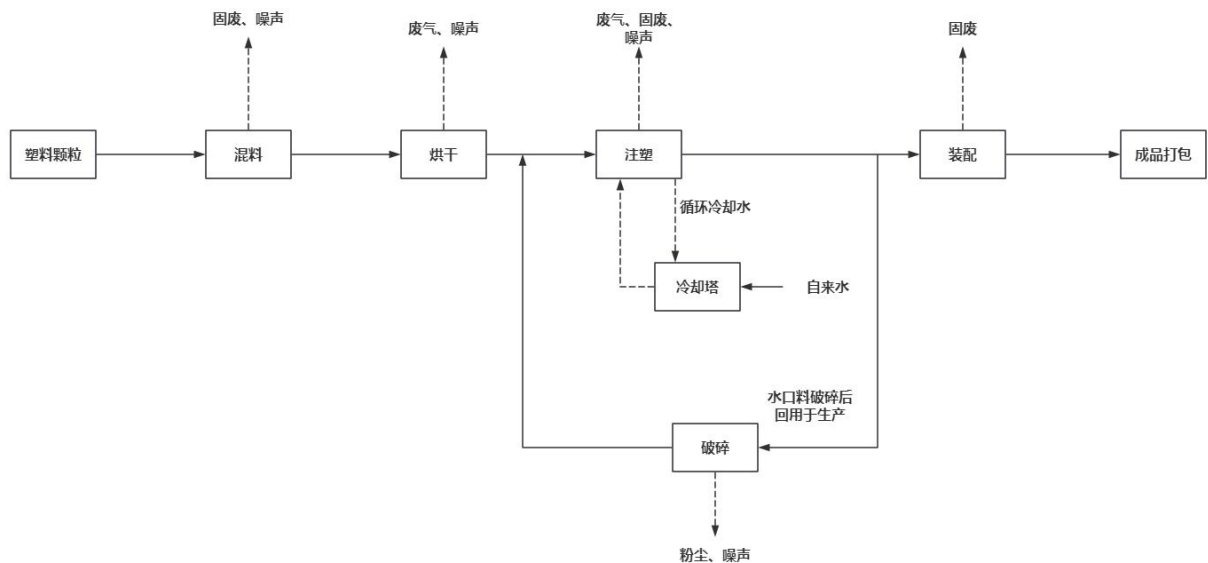 固废、噪声
废气、噪声
废气、固废、
噪声
固废
塑料颗粒
混料
烘干
注塑
装配
成品打包
循环冷却水
冷却塔
自来水
水口料破碎后
回用于生产
破碎
粉尘、噪声